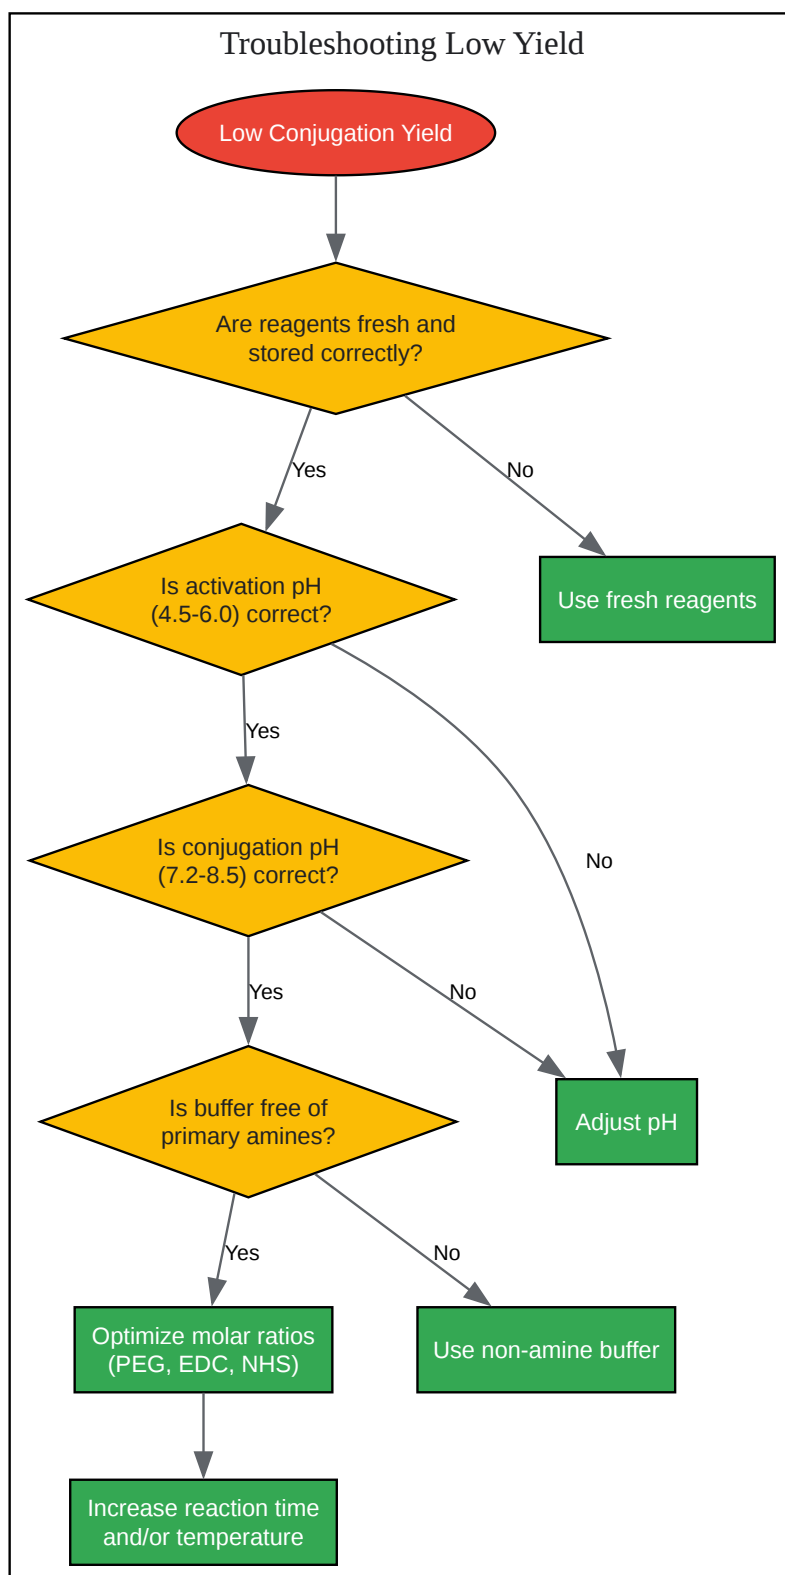 Troubleshooting Low Yield
Low Conjugation Yield
Are reagents fresh and
stored correctly?
Yes
No
Is activation pH
(4.5-6.0) correct?
Use fresh reagents
Yes
No
Is conjugation pH
(7.2-8.5) correct?
Yes
No
Is buffer free of
primary amines?
Adjust pH
Yes
No
Optimize molar ratios
(PEG, EDC, NHS)
Use non-amine buffer
Increase reaction time
and/or temperature